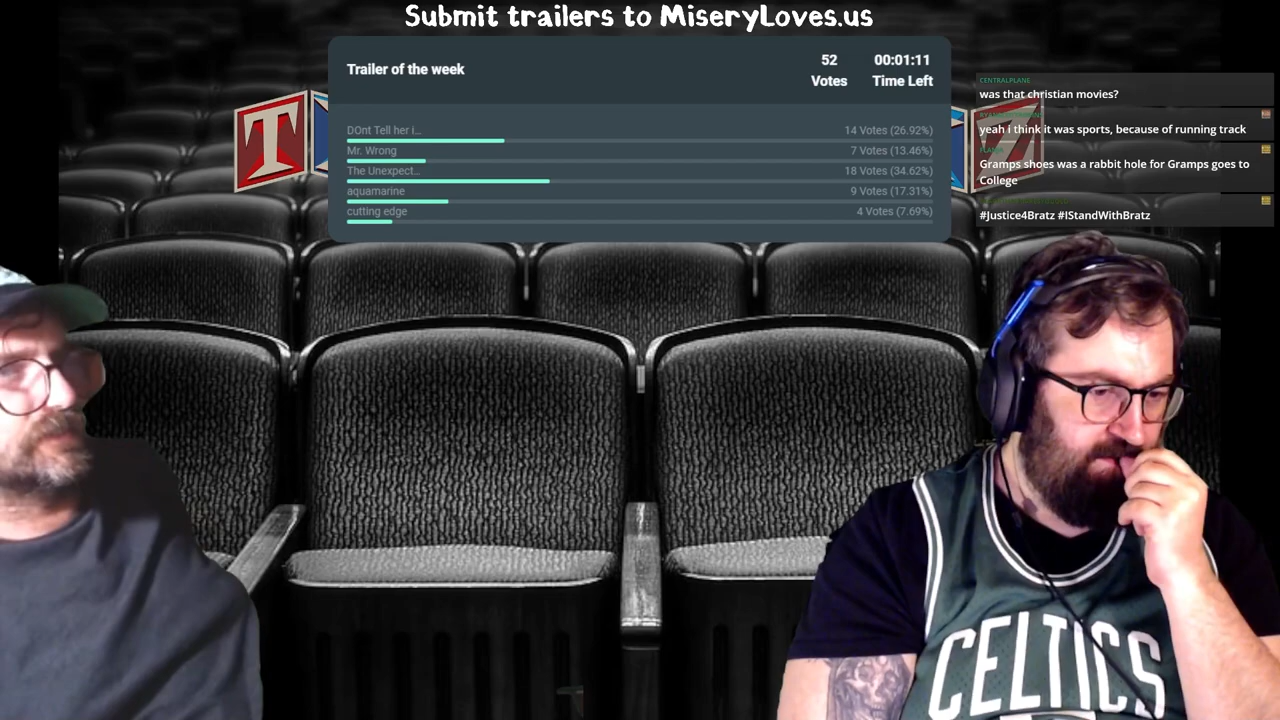 Submit trailers to MiseryLoves.us
Trailer of the week
52
Votes
00:01:11
Time Left
DOnt Tell her i...
14 Votes (26.92%)
Mr. Wrong
7 Votes (13.46%)
The Unexpect...
18 Votes (34.62%)
aquamarine
9 Votes (17.31%)
cutting edge
4 Votes (7.69%)
T
Z
CENTRALPLANE
was that christian movies?
yeah i think it was sports, because of running track
Gramps shoes was a rabbit hole for Gramps goes to
College
#Justice4Bratz #IStandWithBratz
CELTICS